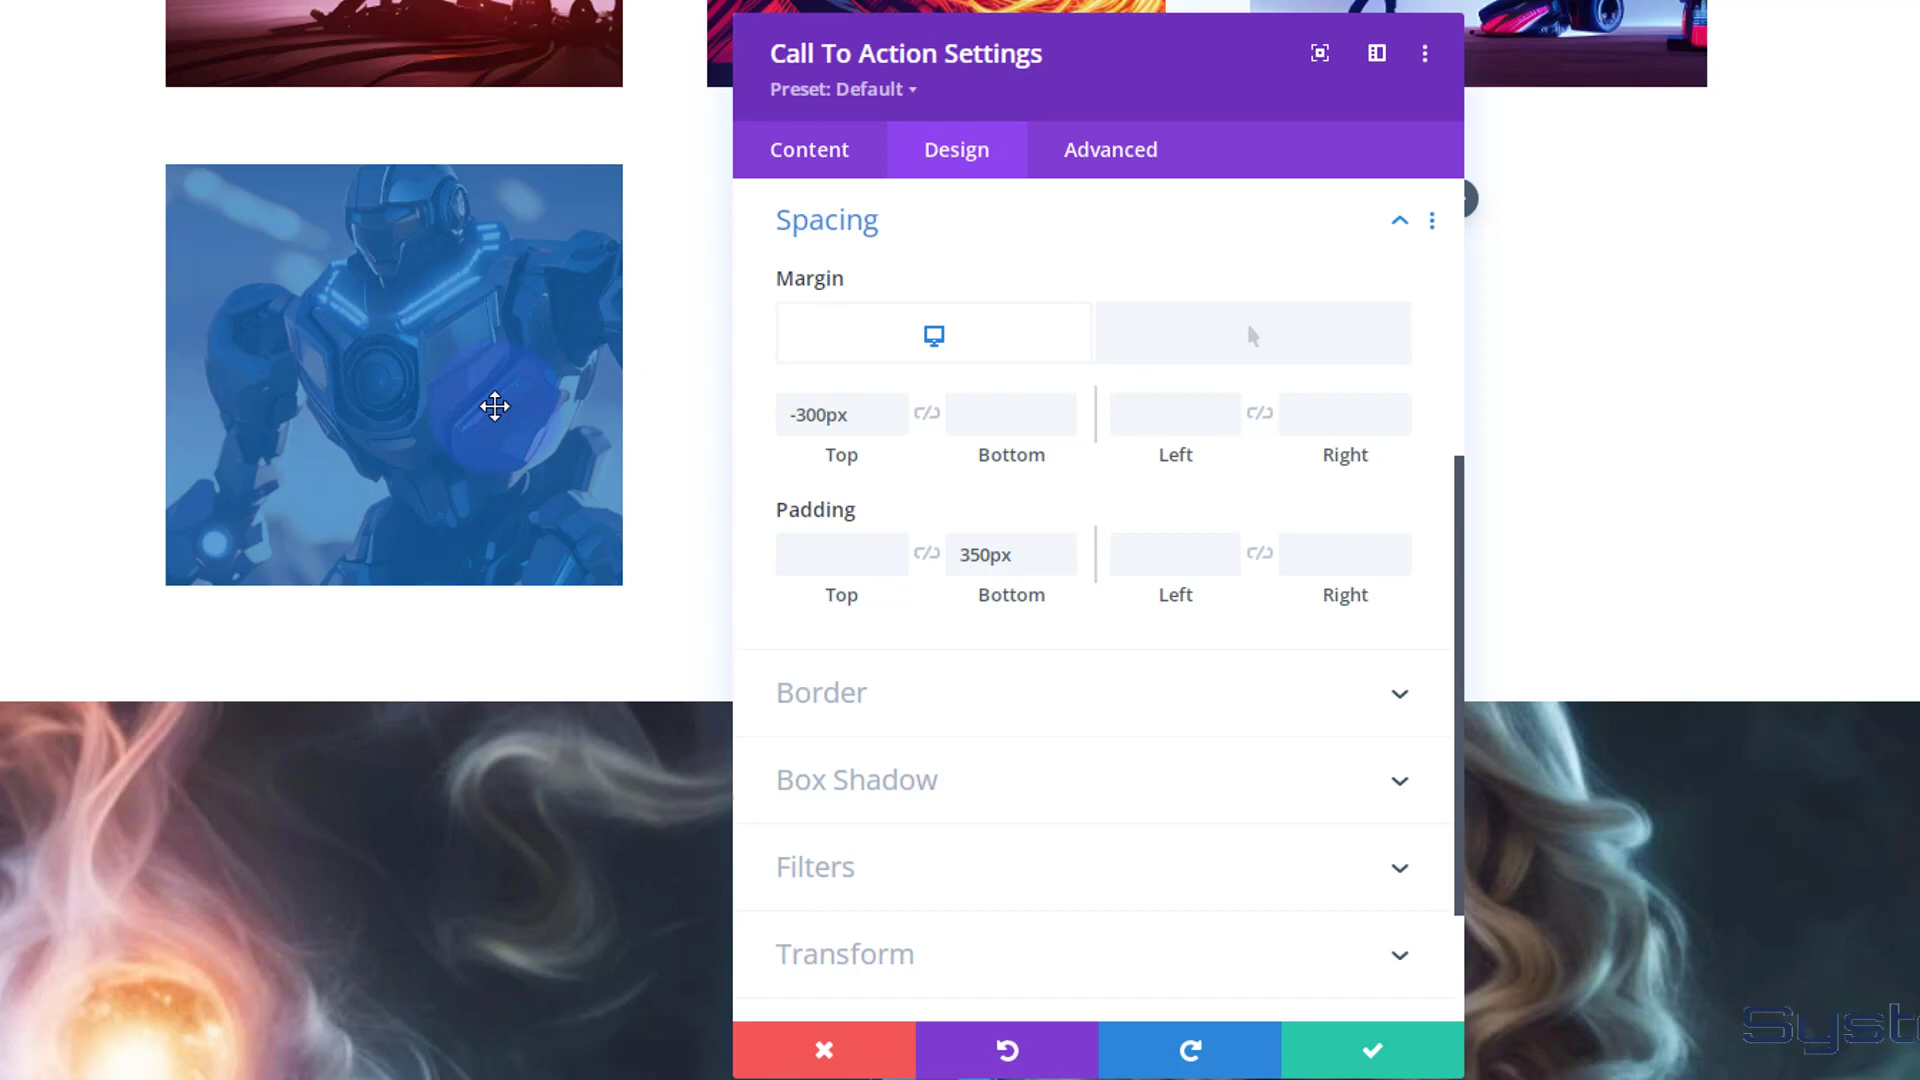 Call To Action Settings
Preset: Default
Content Design Advanced
Spacing
Margin
-300px
Top Bottom Left Right
Padding
350px
Top Bottom Left Right
Border
Box Shadow
Filters
Transform
Syst